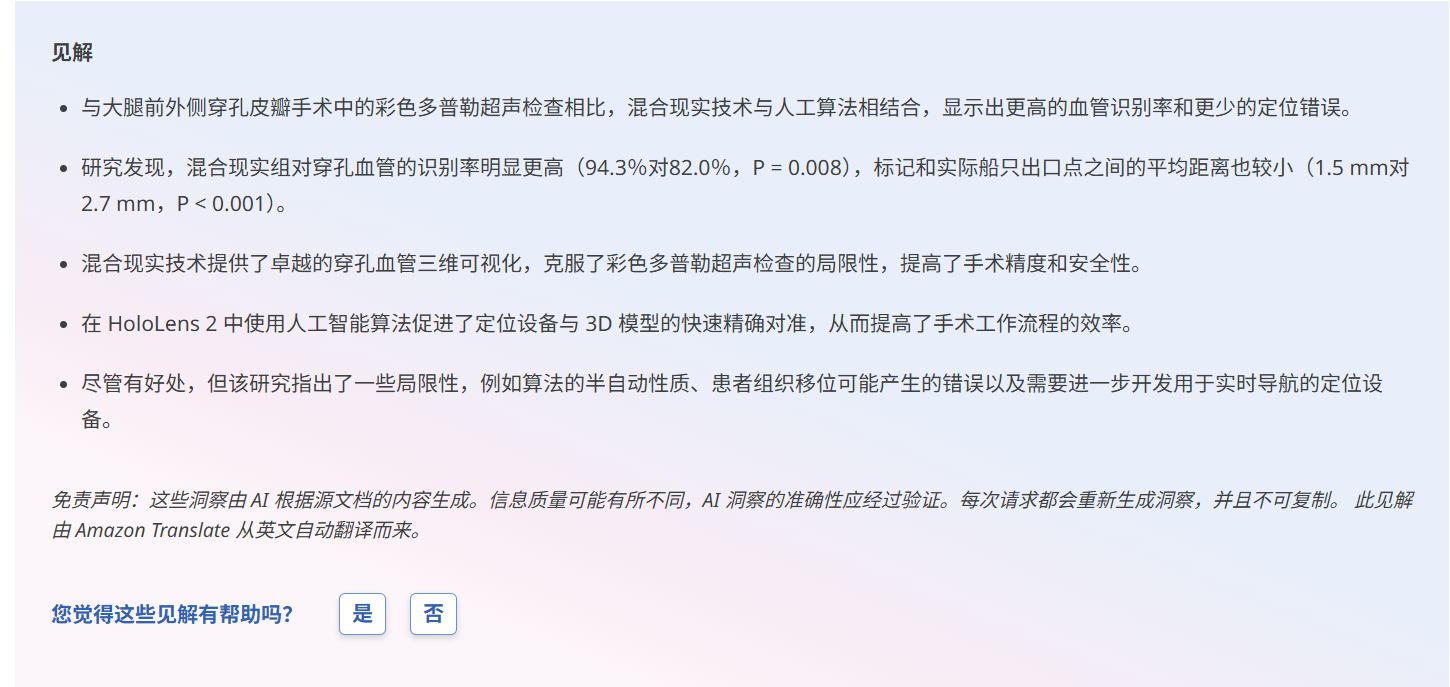 见解
• 与大腿前外侧穿孔皮瓣手术中的彩色多普勒超声检查相比，混合现实技术与人工算法相结合，显示出更高的血管识别率和更少的定位错误。
• 研究发现，混合现实组对穿孔血管的识别率明显更高（94.3%对82.0%，P = 0.008），标记和实际船只出口点之间的平均距离也较小（1.5 mm对
2.7 mm，P < 0.001）。
• 混合现实技术提供了卓越的穿孔血管三维可视化，克服了彩色多普勒超声检查的局限性，提高了手术精度和安全性。
• 在 HoloLens 2 中使用人工智能算法促进了定位设备与 3D 模型的快速精确对准，从而提高了手术工作流程的效率。
• 尽管有好处，但该研究指出了一些局限性，例如算法的半自动性质、患者组织移位可能产生的错误以及需要进一步开发用于实时导航的定位设
备。
免责声明：这些洞察由 AI 根据源文档的内容生成。信息质量可能有所不同，AI 洞察的准确性应经过验证。每次请求都会重新生成洞察，并且不可复制。 此见解
由 Amazon Translate 从英文自动翻译而来。
您觉得这些见解有帮助吗？ 是 否